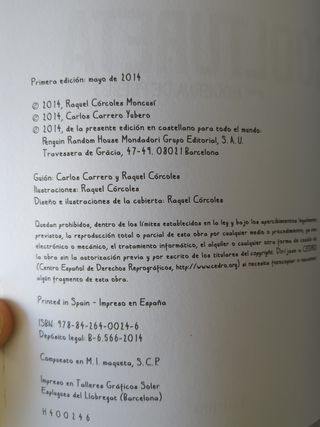 Primera edición: mayo de 2014
© 2014, Raquel Córcoles Moncusí
© 2014, Carlos Carrero Yubero
© 2014, de la presente edición en castellano para todo el mundo:
Penguin Random House Mondadori Grupo Editorial, S. A. U.
Travessera de Gràcia, 47-49. 08021 Barcelona
Guión: Carlos Carrero y Raquel Córcoles
Ilustraciones: Raquel Córcoles
Diseño e ilustraciones de la cubierta: Raquel Córcoles
Quedan prohibidos, dentro de los límites establecidos en la ley y bajo los apercibimientos legalmente
previstos, la reproducción total o parcial de esta obra por cualquier medio o procedimiento, ya sea
electrónico o mecánico, el tratamiento informático, el alquiler o cualquier otra forma de cesión de
la obra sin la autorización previa y por escrito de los titulares del copyright. Diríjase a CEDRO
(Centro Español de Derechos Reprográficos, http://www.cedro.org) si necesita fotocopiar o escanear
algún fragmento de esta obra.
Printed in Spain - Impreso en España
ISBN: 978-84-264-0024-6
Depósito legal: B-6.566-2014
Compuesto en M. I. maqueta, S. C. P.
Impreso en Talleres Gráficos Soler
Esplugues del Llobregat (Barcelona)
H400246